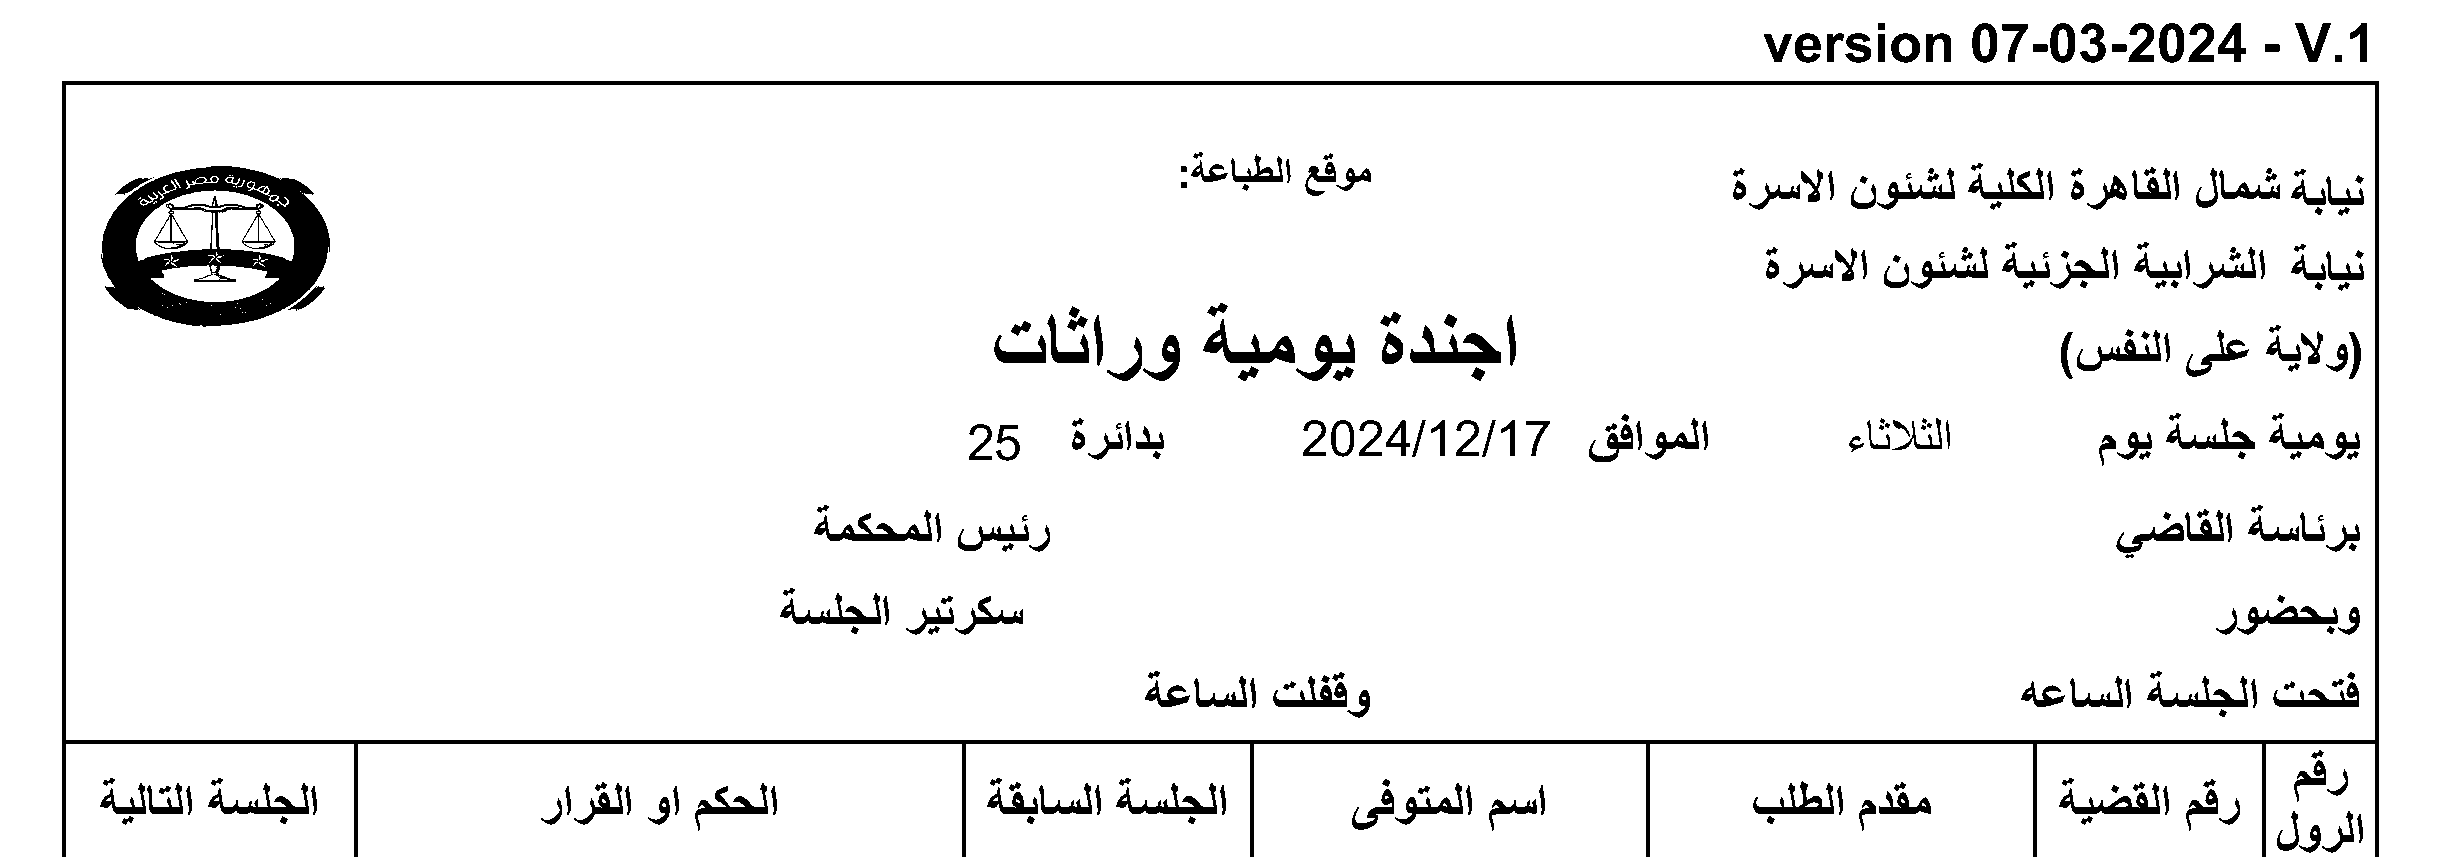 version 07-03-2024 - V.1
جمهورية مصر العربية
موقع الطباعة:
نيابة شمال القاهرة الكلية لشئون الاسرة
نيابة الشرابية الجزئية لشئون الاسرة
اجندة يومية وراثات
(ولاية على النفس)
يومية جلسة يوم الثلاثاء الموافق 2024/12/17 بدائرة 25
برئاسة القاضي رئيس المحكمة
وبحضور سكرتير الجلسة
فتحت الجلسة الساعه وقفلت الساعة
رقم الرول رقم القضية مقدم الطلب اسم المتوفى الجلسة السابقة الحكم او القرار الجلسة التالية